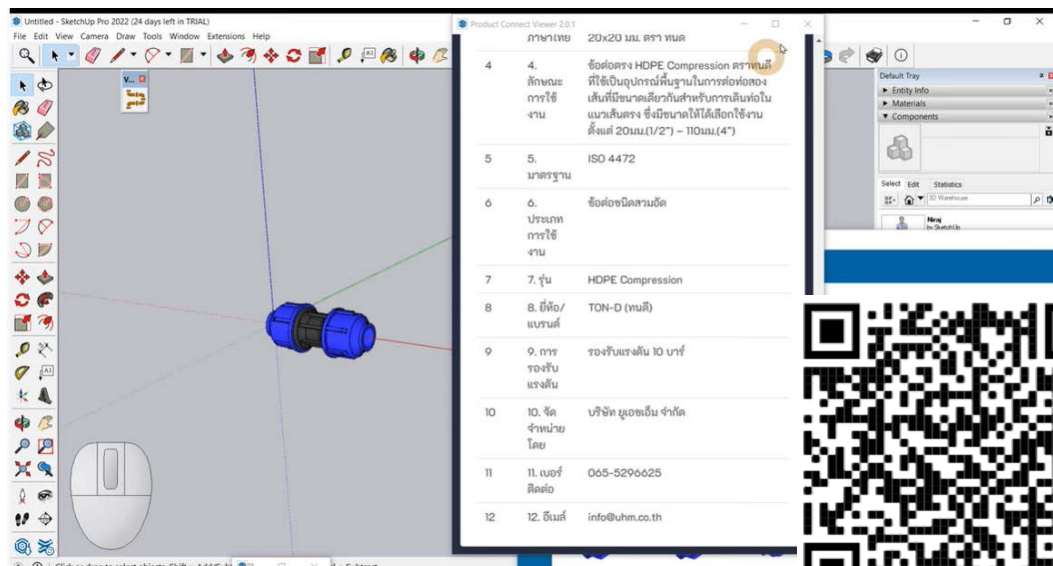 Untitled - SketchUp Pro 2022 (24 days left in TRIAL)
File Edit View Camera Draw Tools Window Extensions Help
V...
Product Connect Viewer 2.0.1
ภาษาไทย 20x20 มม. ตรา ทนดี
4 4. ข้อต่อตรง HDPE Compression ตราทนดี
ลักษณะ ที่ใช้เป็นอุปกรณ์พื้นฐานในการต่อท่อสอง
การใช้ เส้นที่มีขนาดเดียวกันสำหรับการเดินท่อใน
งาน แนวเส้นตรง ซึ่งมีขนาดให้ได้เลือกใช้งาน
ตั้งแต่ 20มม.(1/2") – 110มม.(4")
5 5. ISO 4472
มาตรฐาน
6 6. ข้อต่อชนิดสวมอัด
ประเภท
การใช้
งาน
7 7. รุ่น HDPE Compression
8 8. ยี่ห้อ/ TON-D (ทนดี)
แบรนด์
9 9. การ รองรับแรงดัน 10 บาร์
รองรับ
แรงดัน
10 10. จัด บริษัท ยูเอชเอ็ม จำกัด
จำหน่าย
โดย
11 11. เบอร์ 065-5296625
ติดต่อ
12 12. อีเมล์ info@uhm.co.th
Default Tray
Entity Info
Materials
Components
Select Edit Statistics
3D Warehouse
Niraj
by SketchUp